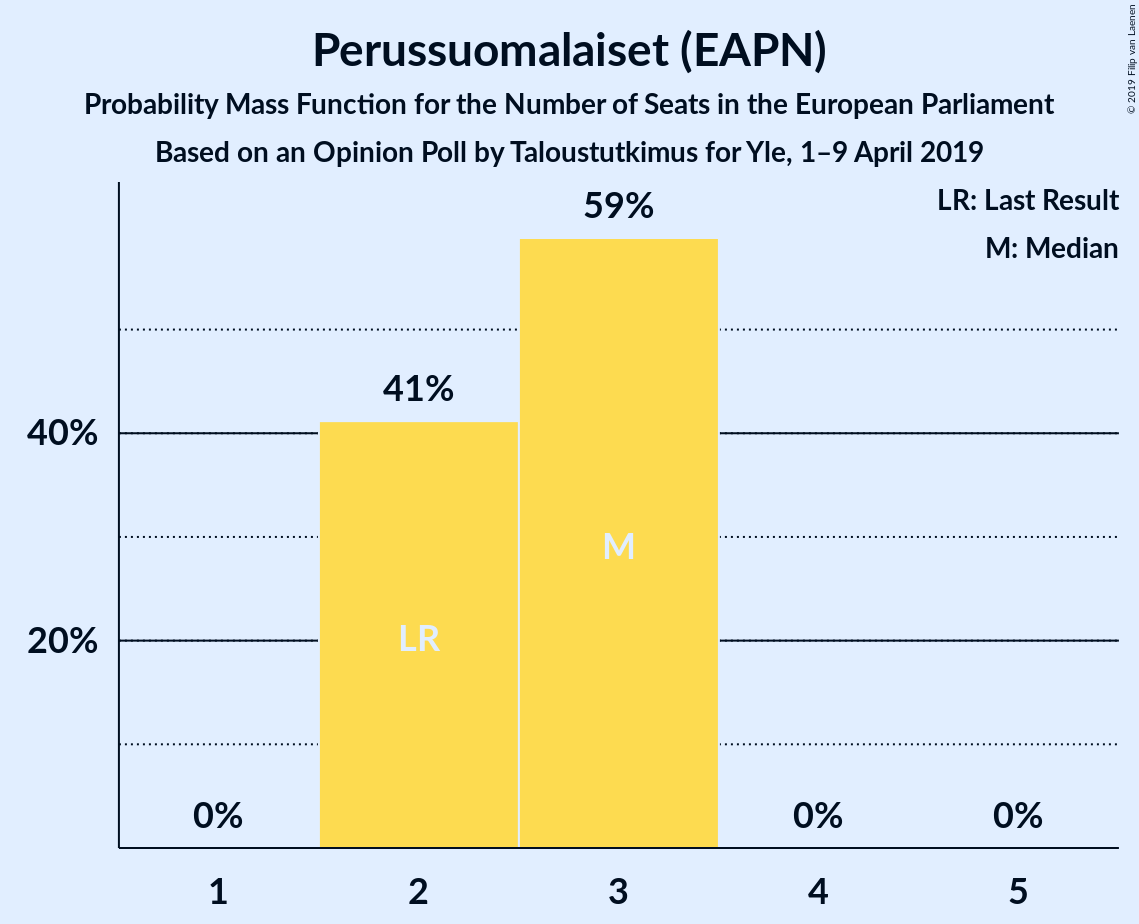 Perussuomalaiset (EAPN)
Probability Mass Function for the Number of Seats in the European Parliament
Based on an Opinion Poll by Taloustutkimus for Yle, 1–9 April 2019
© 2019 Filip van Laenen
LR: Last Result
M: Median
59%
41%
40%
20%
M
LR
0%
0%
0%
1
2
3
4
5